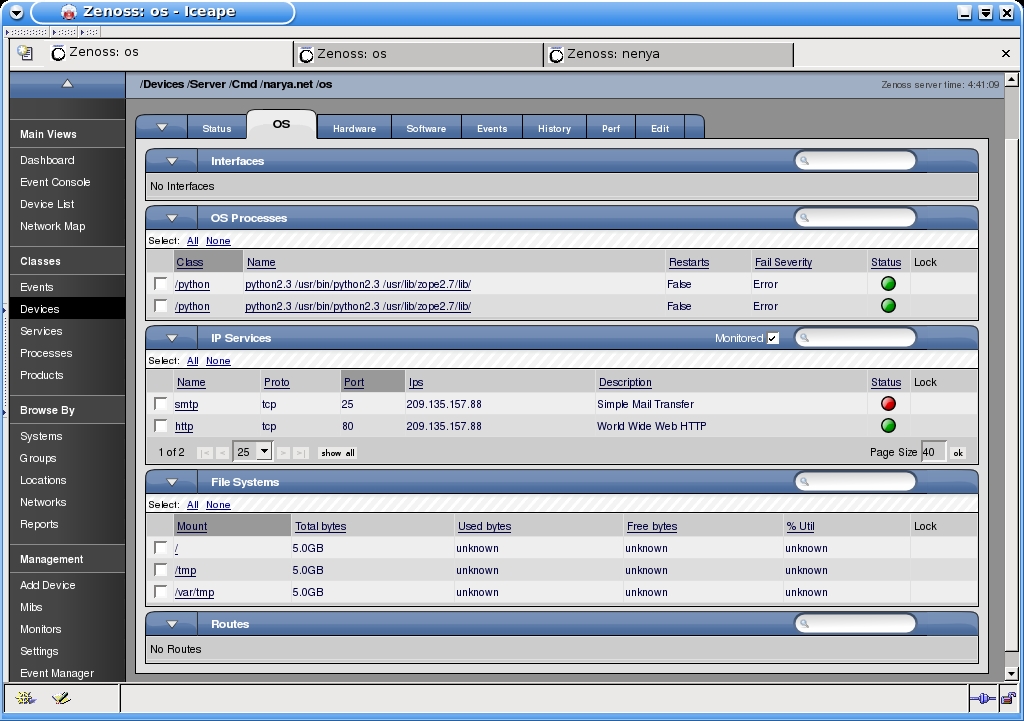 Zenoss: os - Iceape
Zenoss: os
Zenoss: os
Zenoss: nenya
/Devices /Server /Cmd /narya.net /os
Zenoss server time: 4:41:09
Main Views
Dashboard
Event Console
Device List
Network Map
Classes
Events
Devices
Services
Processes
Products
Browse By
Systems
Groups
Locations
Networks
Reports
Management
Add Device
Mibs
Monitors
Settings
Event Manager
Status OS Hardware Software Events History Perf Edit
Interfaces
No Interfaces
OS Processes
Select: All None
Class Name Restarts Fail Severity Status Lock
/python python2.3 /usr/bin/python2.3 /usr/lib/zope2.7/lib/ False Error
/python python2.3 /usr/bin/python2.3 /usr/lib/zope2.7/lib/ False Error
IP Services Monitored
Select: All None
Name Proto Port Ips Description Status Lock
smtp tcp 25 209.135.157.88 Simple Mail Transfer
http tcp 80 209.135.157.88 World Wide Web HTTP
1 of 2 |< < 25 > >| show all Page Size 40 ok
File Systems
Select: All None
Mount Total bytes Used bytes Free bytes % Util Lock
/ 5.0GB unknown unknown unknown
/tmp 5.0GB unknown unknown unknown
/var/tmp 5.0GB unknown unknown unknown
Routes
No Routes